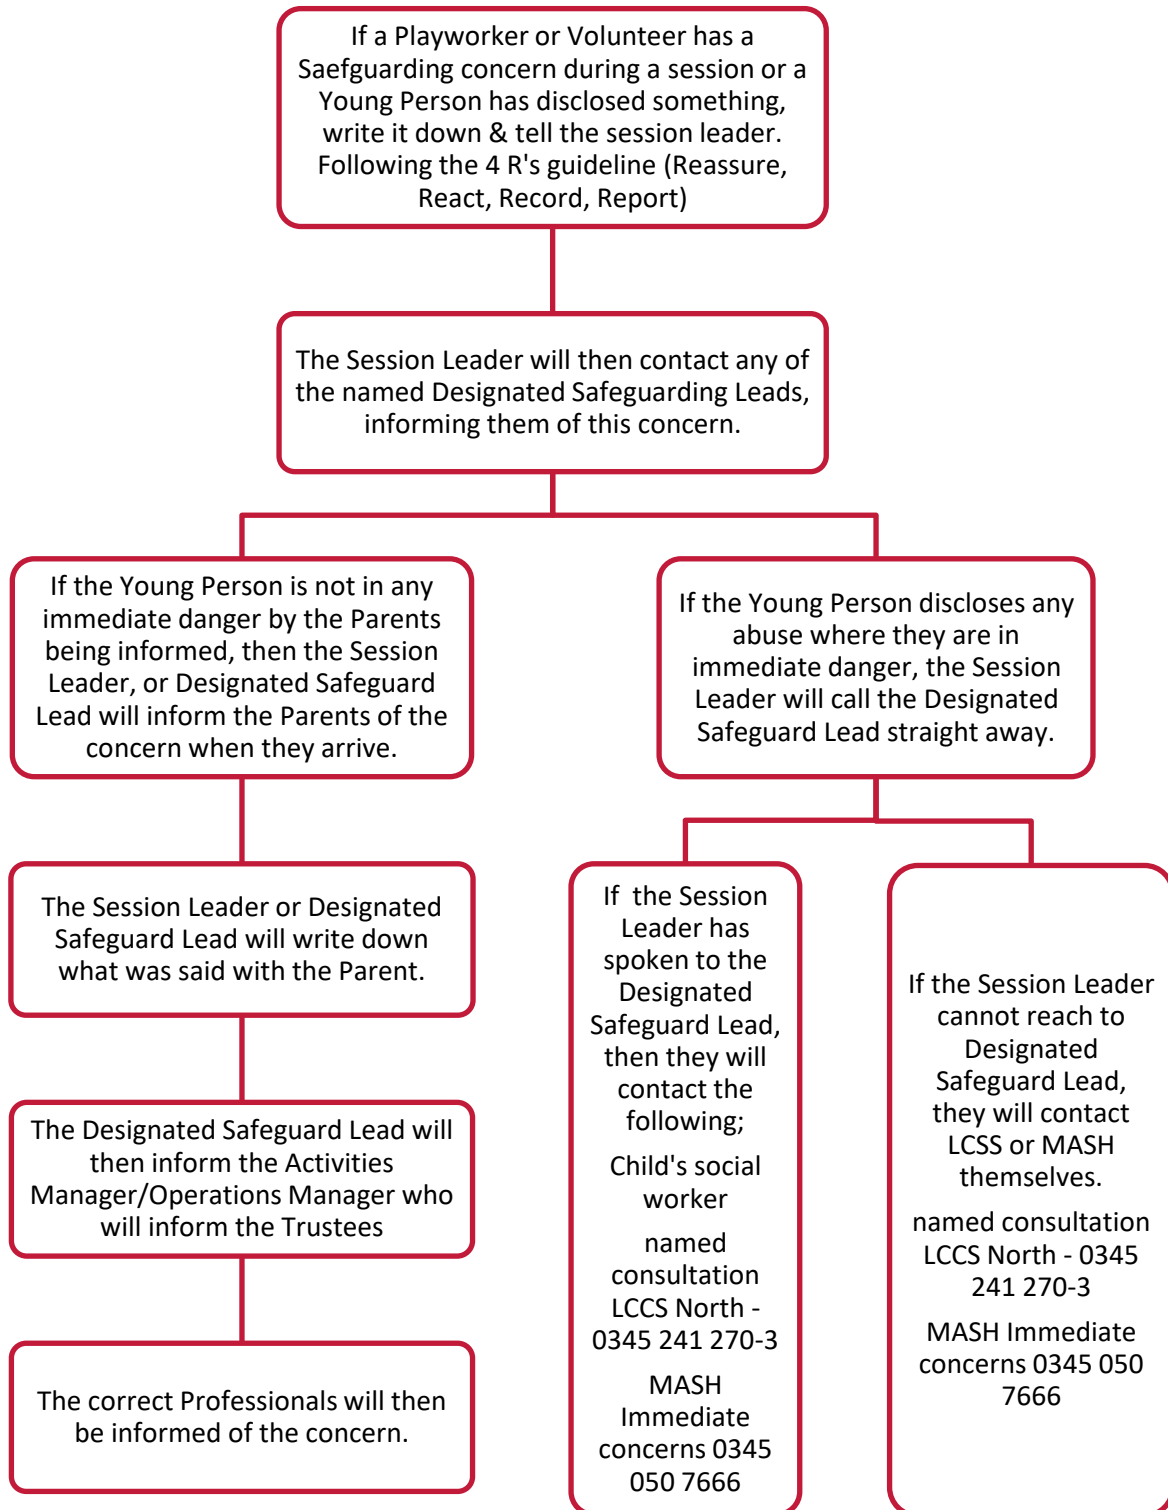 If a Playworker or Volunteer has a
Saefguarding concern during a session or a
Young Person has disclosed something,
write it down & tell the session leader.
Following the 4 R's guideline (Reassure,
React, Record, Report)
The Session Leader will then contact any of
the named Designated Safeguarding Leads,
informing them of this concern.
If the Young Person is not in any
immediate danger by the Parents
being informed, then the Session
Leader, or Designated Safeguard
Lead will inform the Parents of the
concern when they arrive.
The Session Leader or Designated
Safeguard Lead will write down
what was said with the Parent.
The Designated Safeguard Lead will
then inform the Activities
Manager/Operations Manager who
will inform the Trustees
The correct Professionals will then
be informed of the concern.
If the Young Person discloses any
abuse where they are in
immediate danger, the Session
Leader will call the Designated
Safeguard Lead straight away.
If the Session
Leader has
spoken to the
Designated
Safeguard Lead,
then they will
contact the
following;
Child's social
worker
named
consultation
LCCS North -
0345 241 270-3
MASH
Immediate
concerns 0345
050 7666
If the Session Leader
cannot reach to
Designated
Safeguard Lead,
they will contact
LCSS or MASH
themselves.
named consultation
LCCS North - 0345
241 270-3
MASH Immediate
concerns 0345 050
7666